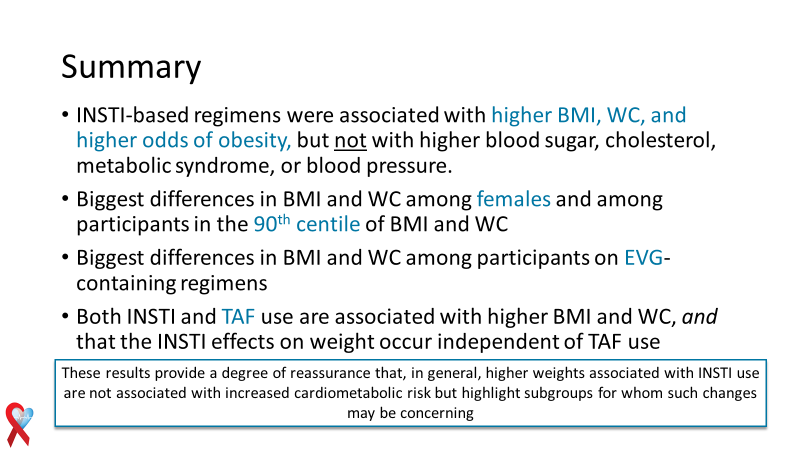 Summary
• INSTI-based regimens were associated with higher BMI, WC, and
higher odds of obesity, but not with higher blood sugar, cholesterol,
metabolic syndrome, or blood pressure.
• Biggest differences in BMI and WC among females and among
participants in the 90th centile of BMI and WC
• Biggest differences in BMI and WC among participants on EVG-
containing regimens
• Both INSTI and TAF use are associated with higher BMI and WC, and
that the INSTI effects on weight occur independent of TAF use
These results provide a degree of reassurance that, in general, higher weights associated with INSTI use
are not associated with increased cardiometabolic risk but highlight subgroups for whom such changes
may be concerning